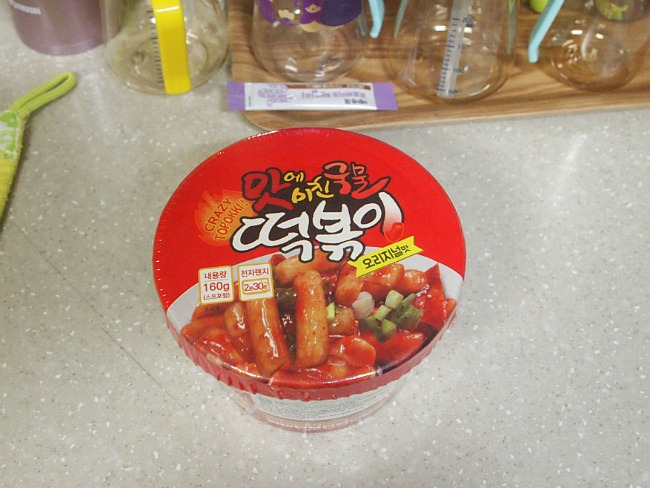 CRAZY
TOPOKKI
맛에 미친 국물
떡볶이
오리지널맛
내용량
160g
(스프포함)
전자렌지
2분30초